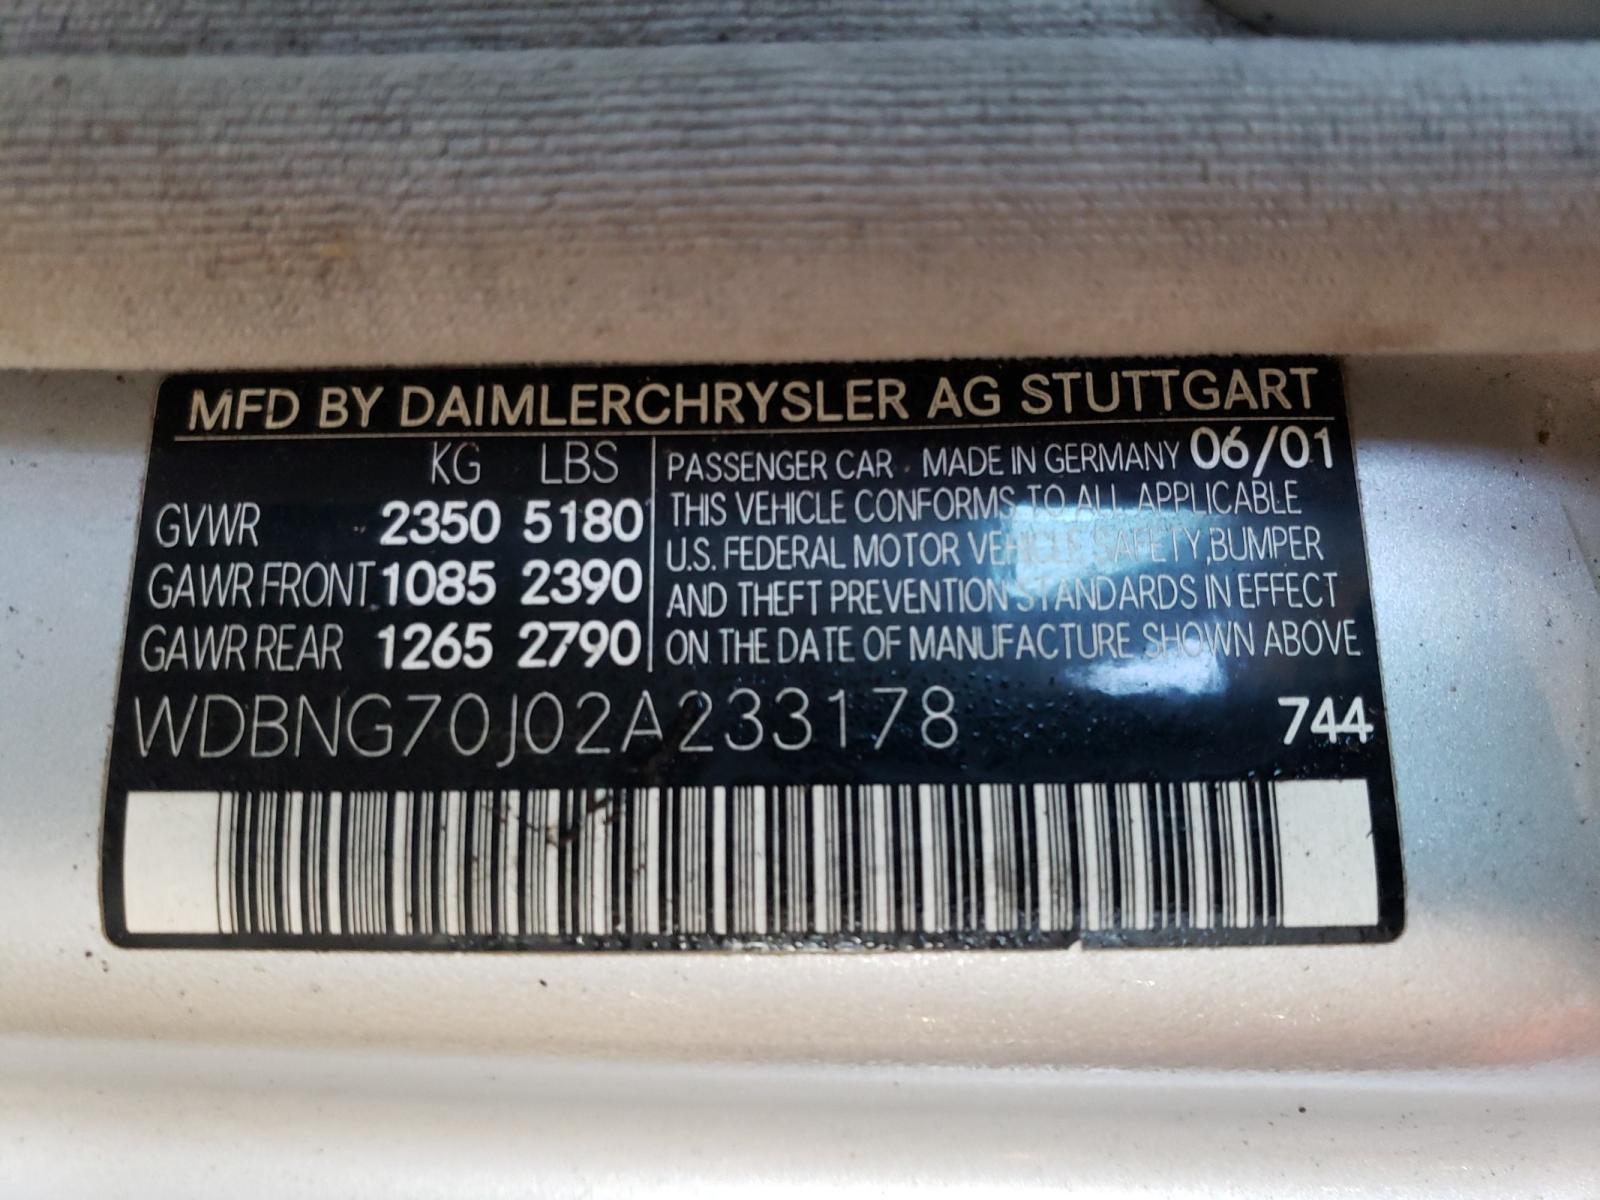 MFD BY DAIMLERCHRYSLER AG STUTTGART
KG LBS
GVWR 2350 5180
GAWR FRONT 1085 2390
GAWR REAR 1265 2790
PASSENGER CAR . MADE IN GERMANY 06/01
THIS VEHICLE CONFORMS TO ALL APPLICABLE
U.S. FEDERAL MOTOR VEHICLE SAFETY,BUMPER
AND THEFT PREVENTION STANDARDS IN EFFECT
ON THE DATE OF MANUFACTURE SHOWN ABOVE
WDBNG70J02A233178 744